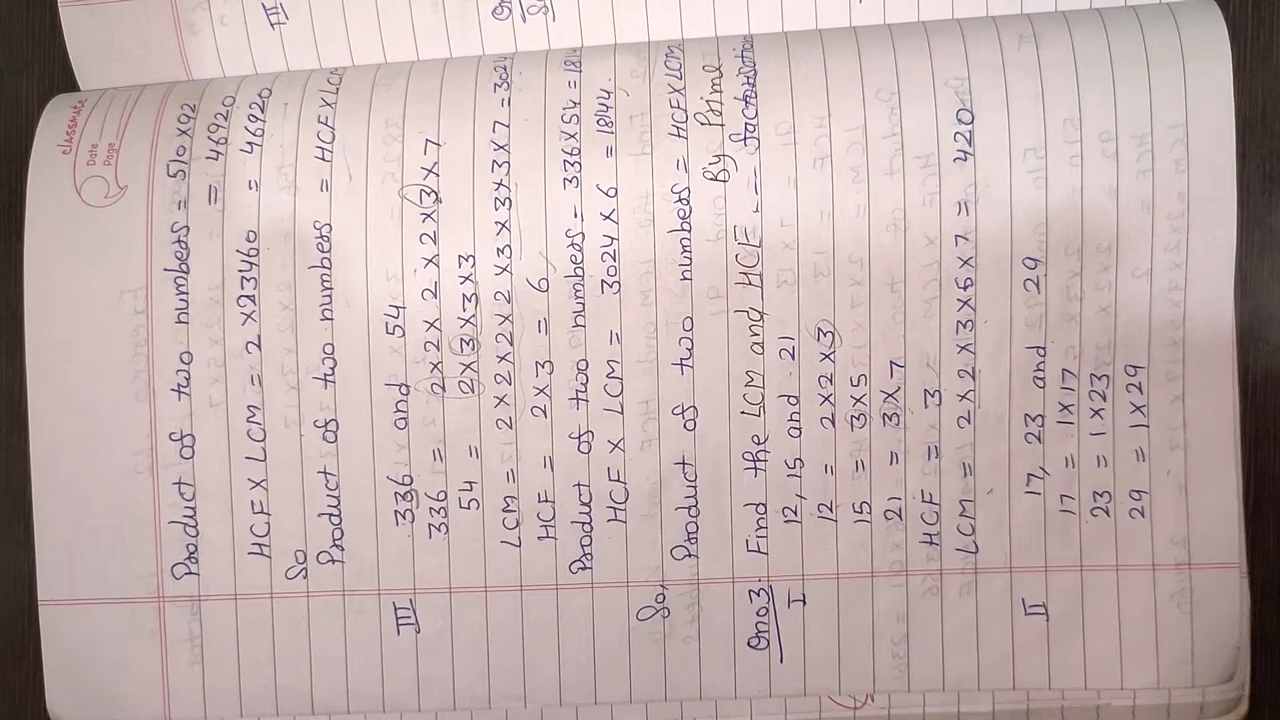 classmate
Date
Page
Product of two numbers = 510 X 92
= 46920
HCF X LCM = 2 X 23460 = 46920
So
Product of two numbers = HCF X LCM
III 336 and 54
336 = 2 X 2 X 2 X 2 X 3 X 7
54 = 2 X 3 X 3 X 3
LCM = 2 X 2 X 2 X 2 X 3 X 3 X 3 X 7 = 3024
HCF = 2 X 3 = 6
Product of two numbers = 336 X 54 = 1814
HCF X LCM = 3024 X 6 = 18144.
So,
Product of two numbers = HCF X LCM.
Qno3. Find the LCM and HCF By Prime
factorisation
I 12, 15 and 21
12 = 2 X 2 X 3
15 = 3 X 5
21 = 3 X 7
HCF = 3
LCM = 2 X 2 X 3 X 5 X 7 = 420
II 17, 23 and 29
17 = 1 X 17
23 = 1 X 23
29 = 1 X 29
III